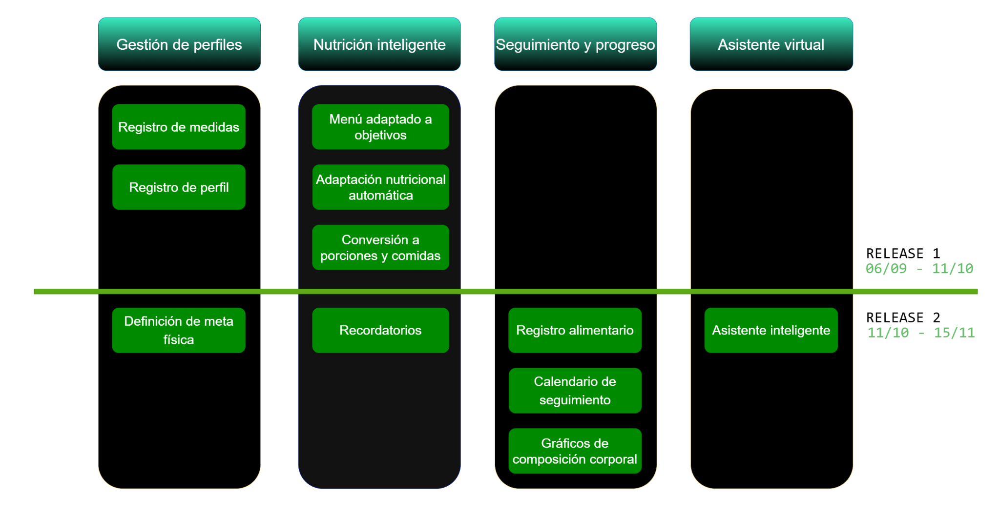 Gestión de perfiles
Nutrición inteligente
Seguimiento y progreso
Asistente virtual
Registro de medidas
Menú adaptado a
objetivos
Registro de perfil
Adaptación nutricional
automática
Conversión a
porciones y comidas
RELEASE 1
06/09 - 11/10
Definición de meta
física
Recordatorios
Registro alimentario
Asistente inteligente
RELEASE 2
11/10 - 15/11
Calendario de
seguimiento
Gráficos de
composición corporal